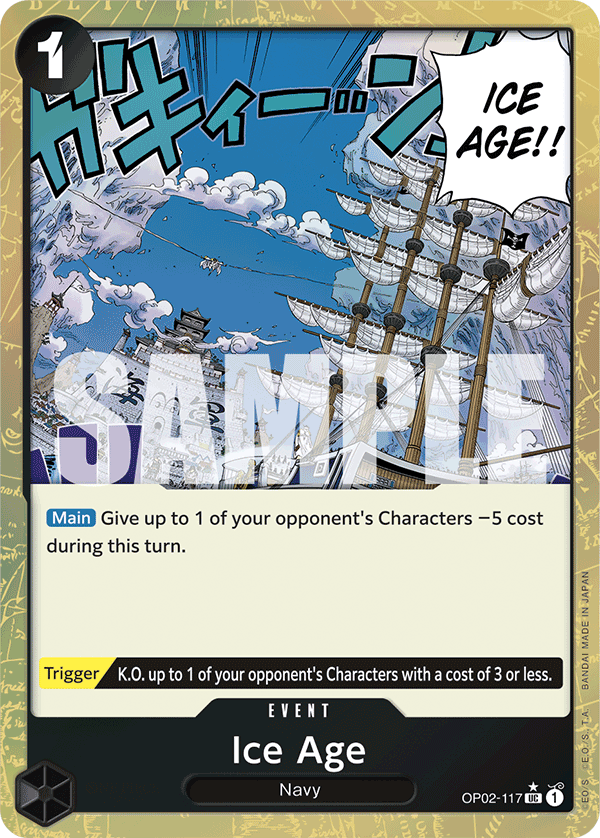 1
ガキィーン
ICE
AGE!!
SAMPLE
Main Give up to 1 of your opponent's Characters −5 cost
during this turn.
Trigger K.O. up to 1 of your opponent's Characters with a cost of 3 or less.
EVENT
Ice Age
Navy
OP02-117 UC 1
BANDAI MADE IN JAPAN